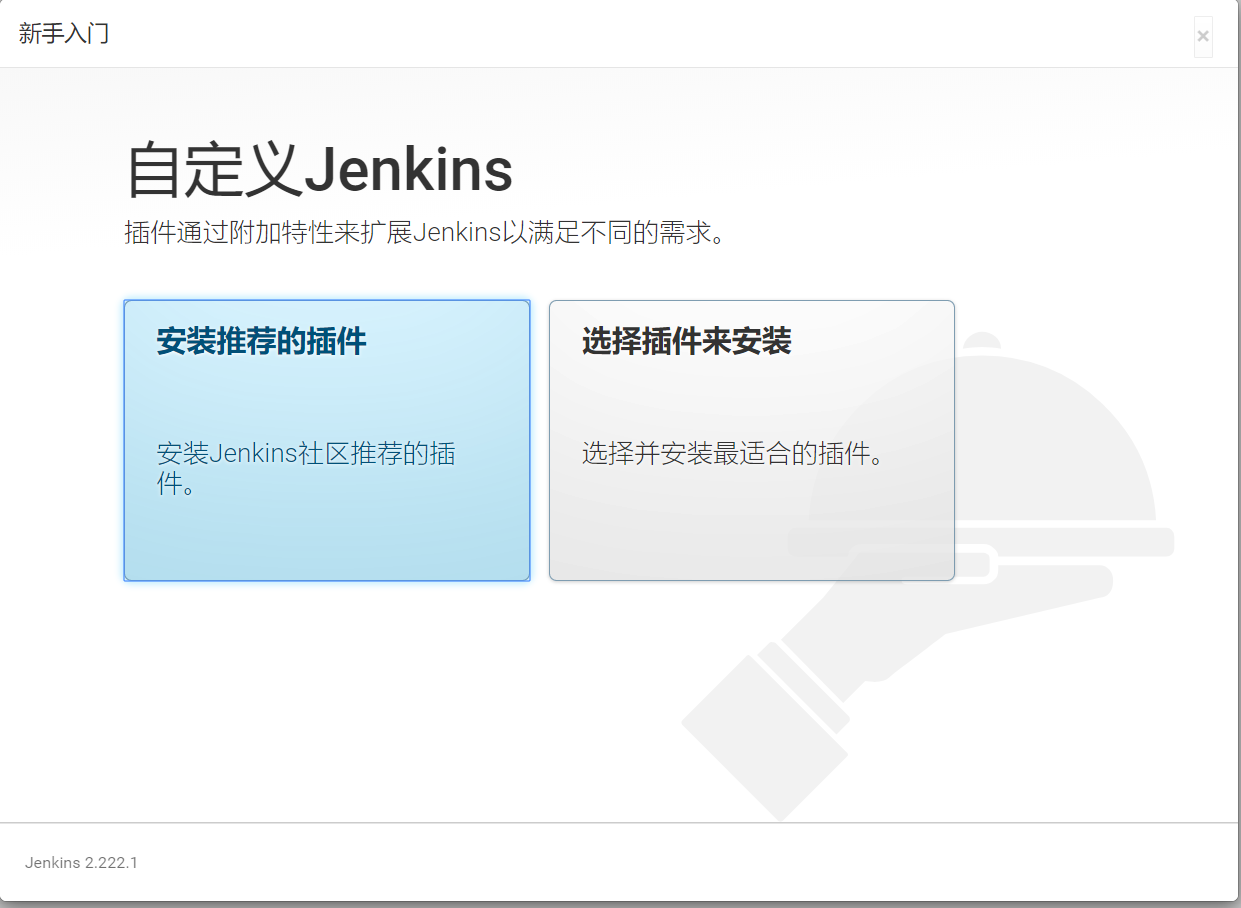 新手入门
×
自定义Jenkins
插件通过附加特性来扩展Jenkins以满足不同的需求。
安装推荐的插件
安装Jenkins社区推荐的插
件。
选择插件来安装
选择并安装最适合的插件。
Jenkins 2.222.1